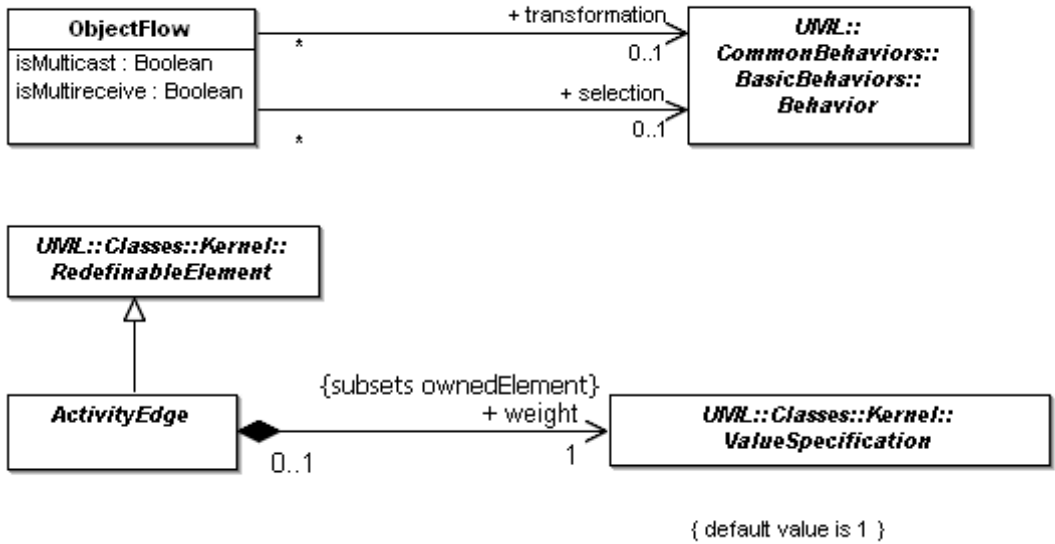 ObjectFlow
isMulticast : Boolean
isMultireceive : Boolean
+ transformation
*
0..1
+ selection
*
0..1
UML::
CommonBehaviors::
BasicBehaviors::
Behavior
UML::Classes::Kernel::
RedefinableElement
ActivityEdge
{subsets ownedElement}
+ weight
0..1
1
UML::Classes::Kernel::
ValueSpecification
{ default value is 1 }